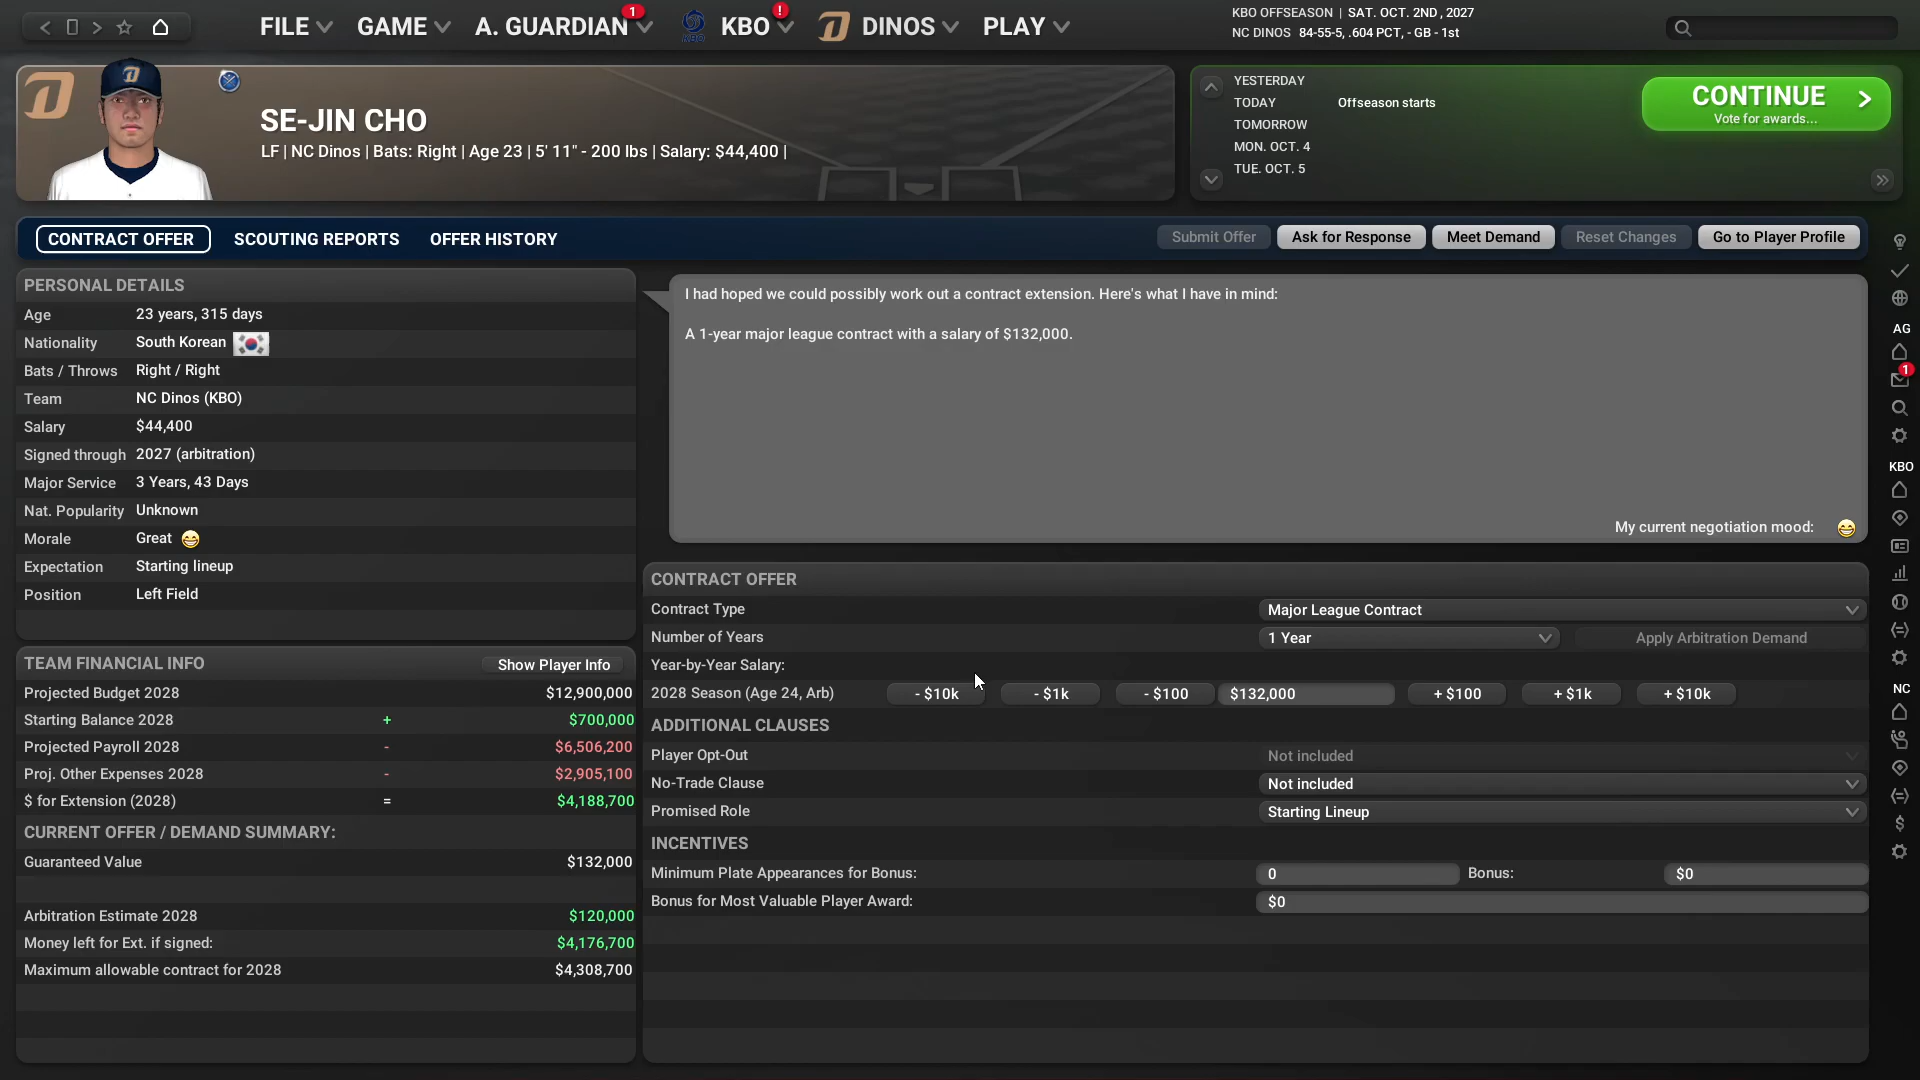 FILE GAME A. GUARDIAN 1 KBO ! DINOS PLAY
KBO OFFSEASON | SAT. OCT. 2ND , 2027
NC DINOS 84-55-5, .604 PCT, - GB - 1st
SE-JIN CHO
LF | NC Dinos | Bats: Right | Age 23 | 5' 11" - 200 lbs | Salary: $44,400 |
YESTERDAY
TODAY Offseason starts
TOMORROW
MON. OCT. 4
TUE. OCT. 5
CONTINUE
Vote for awards...
CONTRACT OFFER SCOUTING REPORTS OFFER HISTORY
Submit Offer Ask for Response Meet Demand Reset Changes Go to Player Profile
PERSONAL DETAILS
Age 23 years, 315 days
Nationality South Korean
Bats / Throws Right / Right
Team NC Dinos (KBO)
Salary $44,400
Signed through 2027 (arbitration)
Major Service 3 Years, 43 Days
Nat. Popularity Unknown
Morale Great
Expectation Starting lineup
Position Left Field
I had hoped we could possibly work out a contract extension. Here's what I have in mind:
A 1-year major league contract with a salary of $132,000.
My current negotiation mood:
TEAM FINANCIAL INFO Show Player Info
Projected Budget 2028 $12,900,000
Starting Balance 2028 + $700,000
Projected Payroll 2028 - $6,506,200
Proj. Other Expenses 2028 - $2,905,100
$ for Extension (2028) = $4,188,700
CURRENT OFFER / DEMAND SUMMARY:
Guaranteed Value $132,000
Arbitration Estimate 2028 $120,000
Money left for Ext. if signed: $4,176,700
Maximum allowable contract for 2028 $4,308,700
CONTRACT OFFER
Contract Type Major League Contract
Number of Years 1 Year Apply Arbitration Demand
Year-by-Year Salary:
2028 Season (Age 24, Arb) - $10k - $1k - $100 $132,000 + $100 + $1k + $10k
ADDITIONAL CLAUSES
Player Opt-Out Not included
No-Trade Clause Not included
Promised Role Starting Lineup
INCENTIVES
Minimum Plate Appearances for Bonus: 0 Bonus: $0
Bonus for Most Valuable Player Award: $0
AG
1
KBO
NC
$